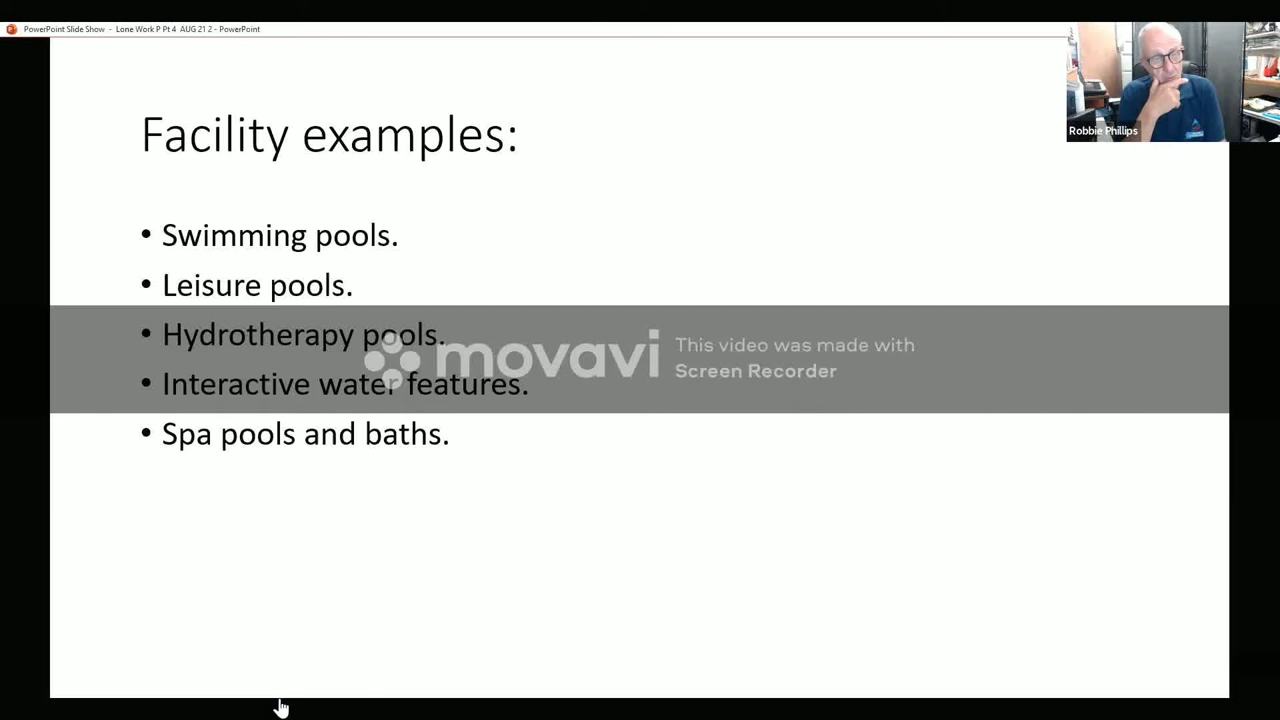 PowerPoint Slide Show - Lone Work P Pt 4 AUG 21 2 - PowerPoint
Robbie Phillips
Facility examples:
• Swimming pools.
• Leisure pools.
• Hydrotherapy pools.
• Interactive water features.
• Spa pools and baths.
movavi
This video was made with
Screen Recorder